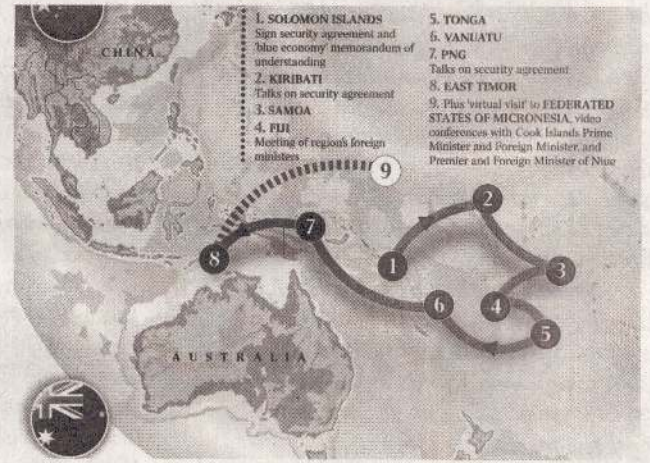 CHINA
1. SOLOMON ISLANDS
Sign security agreement and
'blue economy' memorandum of
understanding
2. KIRIBATI
Talks on security agreement
3. SAMOA
4. FIJI
Meeting of region's foreign
ministers
5. TONGA
6. VANUATU
7. PNG
Talks on security agreement
8. EAST TIMOR
9. Plus 'virtual visit' to FEDERATED
STATES OF MICRONESIA, video
conferences with Cook Islands Prime
Minister and Foreign Minister, and
Premier and Foreign Minister of Niue
9
2
7
8
1
3
6
4
5
AUSTRALIA